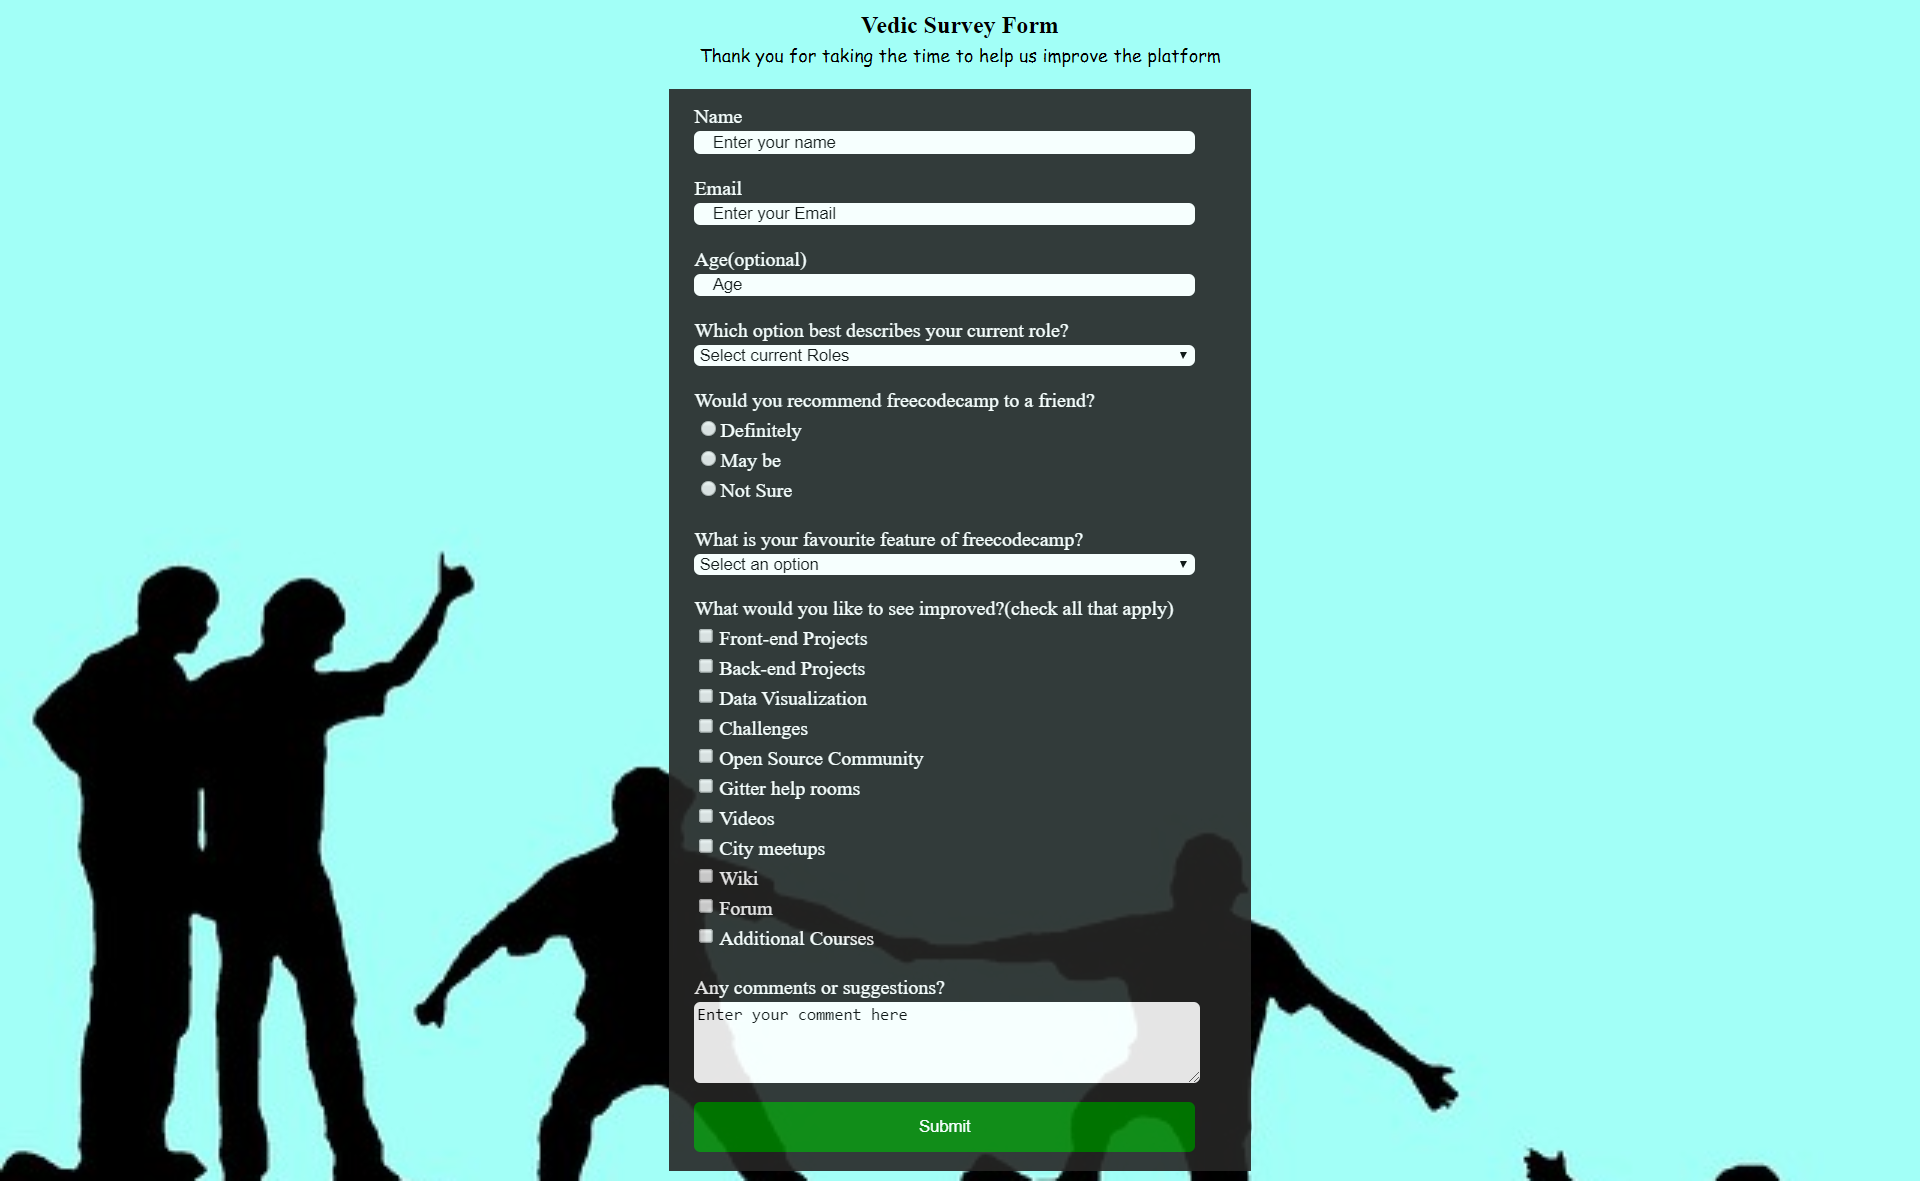 Vedic Survey Form
Thank you for taking the time to help us improve the platform
Name
Enter your name
Email
Enter your Email
Age(optional)
Age
Which option best describes your current role?
Select current Roles
Would you recommend freecodecamp to a friend?
Definitely
May be
Not Sure
What is your favourite feature of freecodecamp?
Select an option
What would you like to see improved?(check all that apply)
Front-end Projects
Back-end Projects
Data Visualization
Challenges
Open Source Community
Gitter help rooms
Videos
City meetups
Wiki
Forum
Additional Courses
Any comments or suggestions?
Enter your comment here
Submit